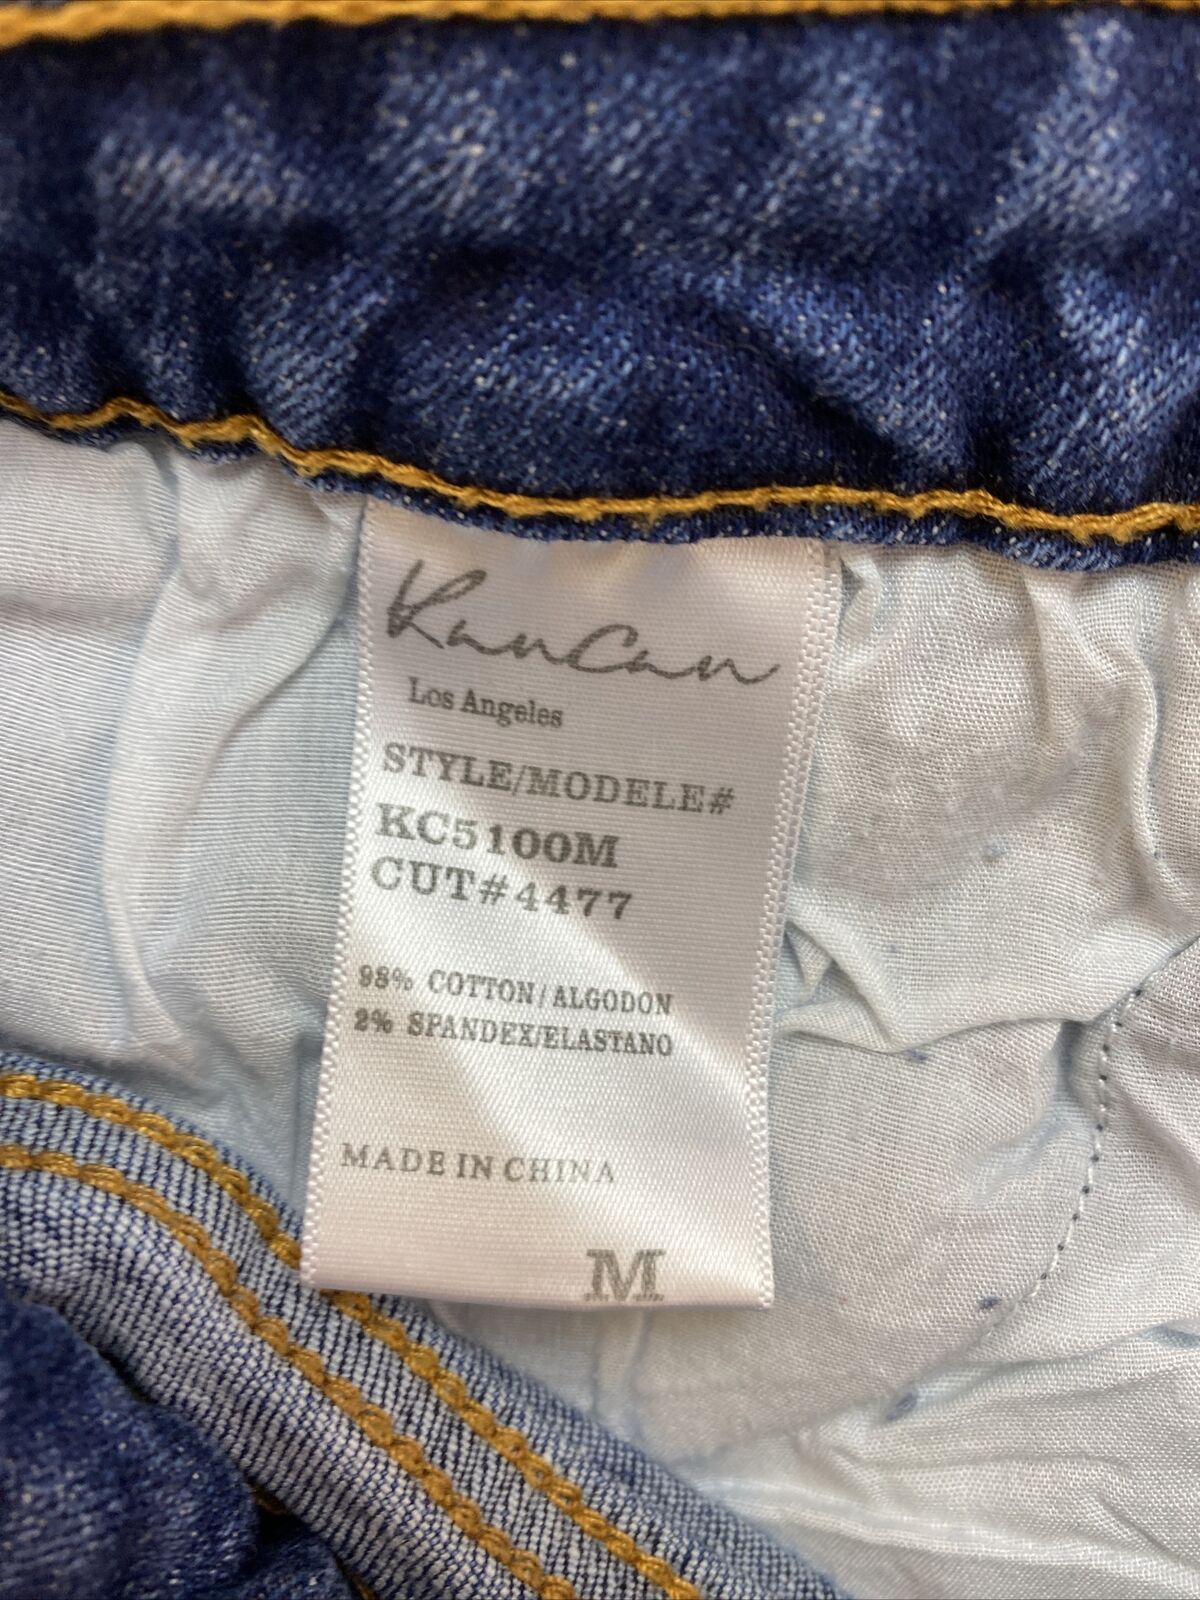 KanCan
Los Angeles
STYLE/MODELE#
KC5100M
CUT#4477
98% COTTON/ALGODON
2% SPANDEX/ELASTANO
MADE IN CHINA
M